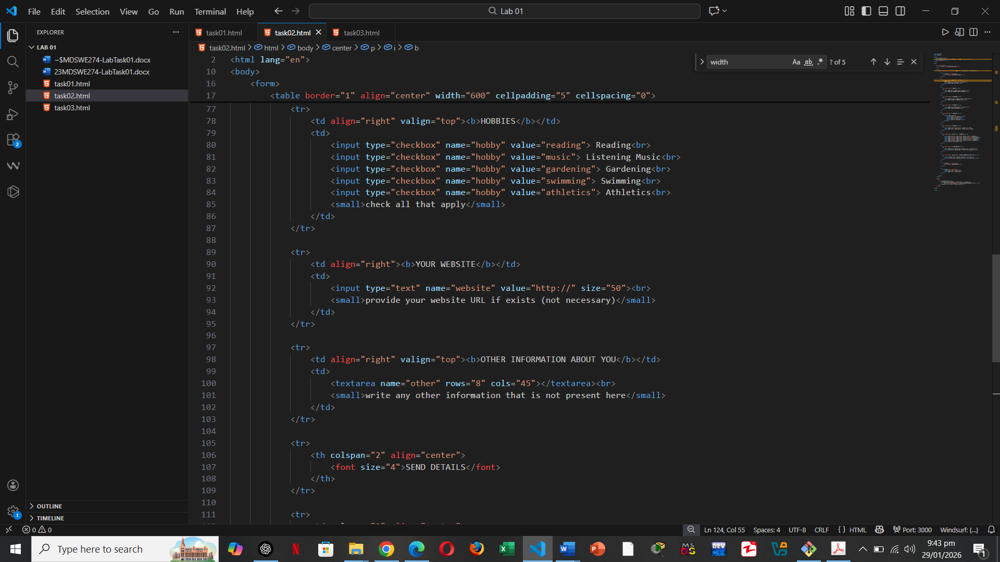 File Edit Selection View Go Run Terminal Help
Lab 01
EXPLORER
LAB 01
~$MDSWE274-LabTask01.docx
23MDSWE274-LabTask01.docx
task01.html
task02.html
task03.html
OUTLINE
TIMELINE
task01.html task02.html task03.html
task02.html > html > body > center > p > i > b
width Aa ab .* ? of 5
2 <html lang="en">
10 <body>
16 <form>
17 <table border="1" align="center" width="600" cellpadding="5" cellspacing="0">
77 <tr>
78 <td align="right" valign="top"><b>HOBBIES</b></td>
79 <td>
80 <input type="checkbox" name="hobby" value="reading"> Reading<br>
81 <input type="checkbox" name="hobby" value="music"> Listening Music<br>
82 <input type="checkbox" name="hobby" value="gardening"> Gardening<br>
83 <input type="checkbox" name="hobby" value="swimming"> Swimming<br>
84 <input type="checkbox" name="hobby" value="athletics"> Athletics<br>
85 <small>check all that apply</small>
86 </td>
87 </tr>
88
89 <tr>
90 <td align="right"><b>YOUR WEBSITE</b></td>
91 <td>
92 <input type="text" name="website" value="http://" size="50"><br>
93 <small>provide your website URL if exists (not necessary)</small>
94 </td>
95 </tr>
96
97 <tr>
98 <td align="right" valign="top"><b>OTHER INFORMATION ABOUT YOU</b></td>
99 <td>
100 <textarea name="other" rows="8" cols="45"></textarea><br>
101 <small>write any other information that is not present here</small>
102 </td>
103 </tr>
104
105 <tr>
106 <th colspan="2" align="center">
107 <font size="4">SEND DETAILS</font>
108 </th>
109 </tr>
110
111 <tr>
0 0
Ln 124, Col 55 Spaces: 4 UTF-8 CRLF {} HTML Port: 3000 Windsurf: {...}
Type here to search
9:43 pm
29/01/2026